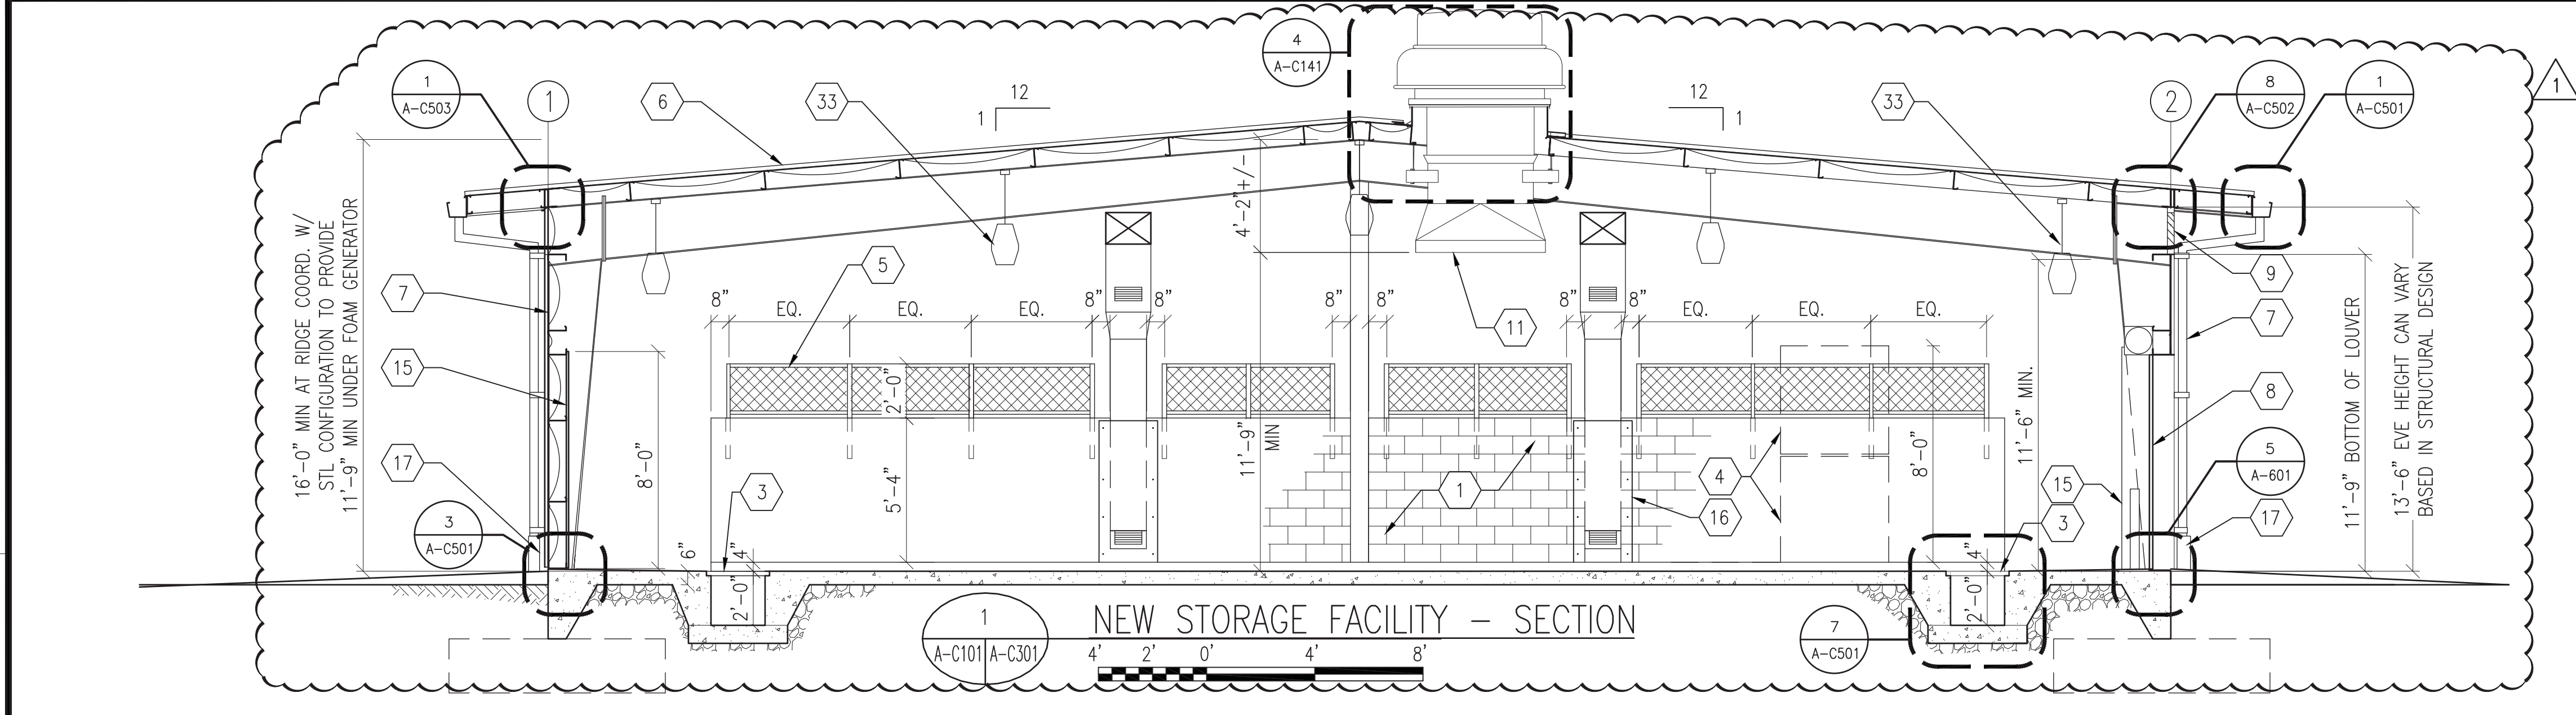 4
A-C141
1
A-C503
1
6
33
12
1
12
1
33
8
A-C502
1
A-C501
2
1
16'-0" MIN AT RIDGE COORD. W/
STL CONFIGURATION TO PROVIDE
11'-9" MIN UNDER FOAM GENERATOR
7
15
17
3
A-C501
8'-0"
5
8"
EQ.
EQ.
EQ.
8"
8"
8"
8"
8"
8"
EQ.
EQ.
EQ.
4'-2"+/-
11
2'-0"
5'-4"
11'-9"
MIN
3
6"
4"
2'-0"
1
16
4
8'-0"
11'-6" MIN.
15
3
4"
2'-0"
9
7
8
5
A-601
17
11'-9" BOTTOM OF LOUVER
13'-6" EVE HEIGHT CAN VARY
BASED IN STRUCTURAL DESIGN
1
A-C101 A-C301
NEW STORAGE FACILITY - SECTION
4' 2' 0' 4' 8'
7
A-C501